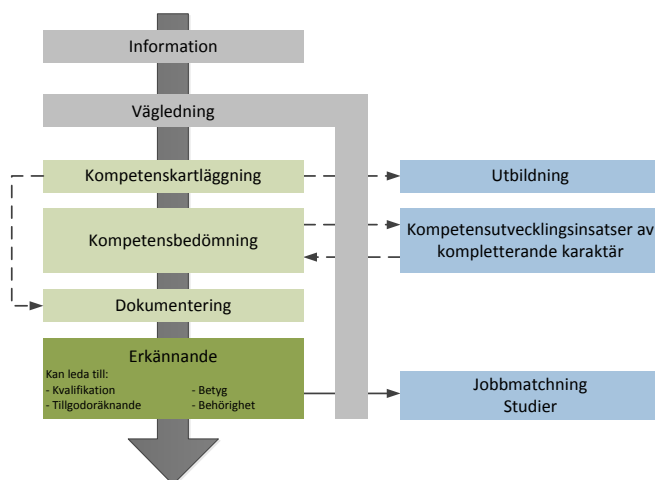 Information
Vägledning
Kompetenskartläggning
Utbildning
Kompetensbedömning
Kompetensutvecklingsinsatser av
kompletterande karaktär
Dokumentering
Erkännande
Kan leda till:
- Kvalifikation
- Betyg
- Tillgodoräknande
- Behörighet
Jobbmatchning
Studier